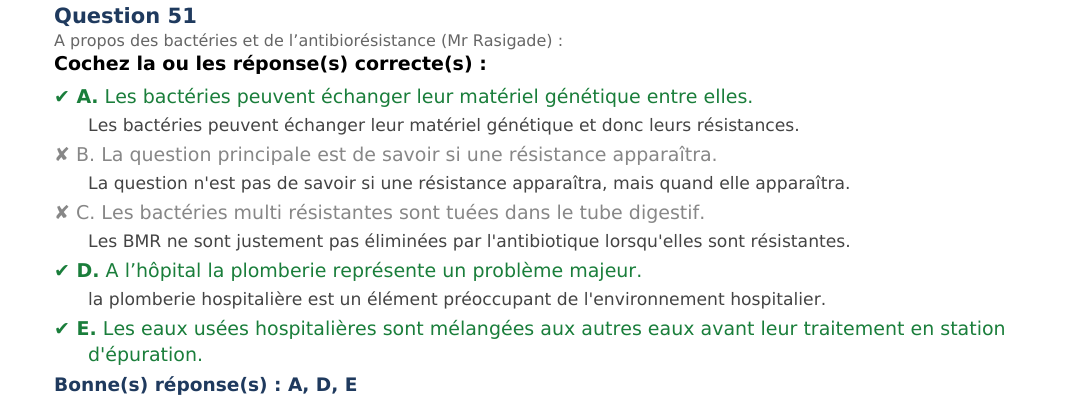 Question 51
A propos des bactéries et de l’antibiorésistance (Mr Rasigade) :
Cochez la ou les réponse(s) correcte(s) :
✔ A. Les bactéries peuvent échanger leur matériel génétique entre elles.
Les bactéries peuvent échanger leur matériel génétique et donc leurs résistances.
✘ B. La question principale est de savoir si une résistance apparaîtra.
La question n'est pas de savoir si une résistance apparaîtra, mais quand elle apparaîtra.
✘ C. Les bactéries multi résistantes sont tuées dans le tube digestif.
Les BMR ne sont justement pas éliminées par l'antibiotique lorsqu'elles sont résistantes.
✔ D. A l’hôpital la plomberie représente un problème majeur.
la plomberie hospitalière est un élément préoccupant de l'environnement hospitalier.
✔ E. Les eaux usées hospitalières sont mélangées aux autres eaux avant leur traitement en station
d'épuration.
Bonne(s) réponse(s) : A, D, E